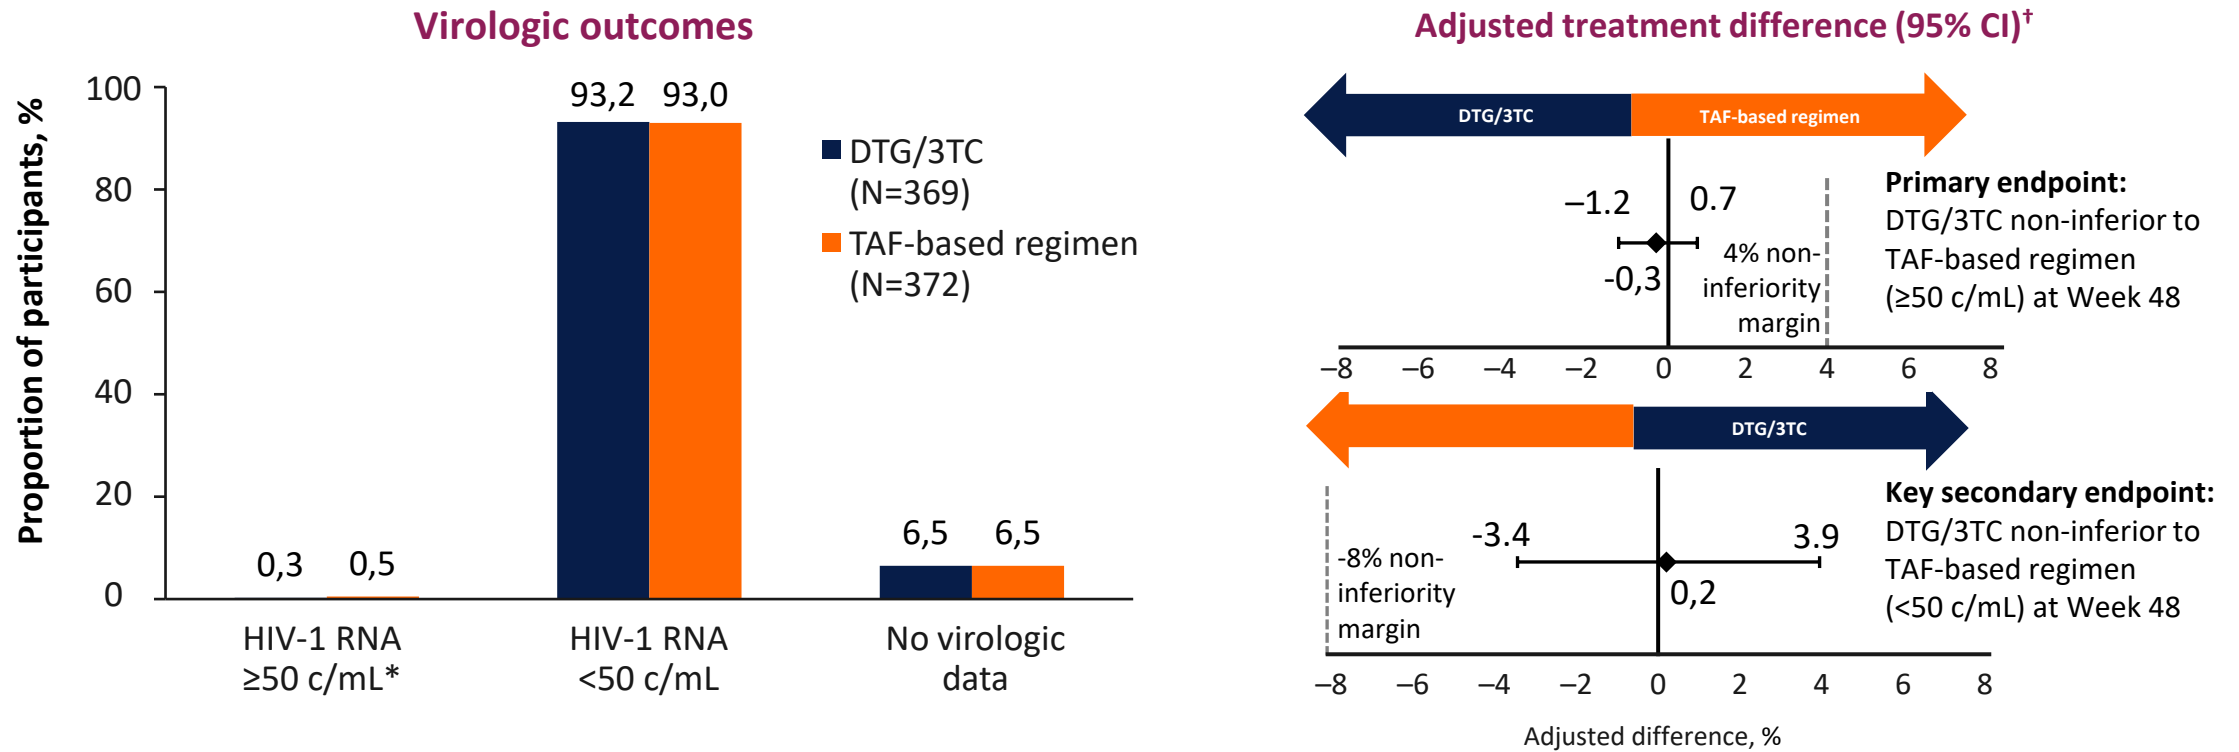 Virologic outcomes
Proportion of participants, %
100
80
60
40
20
0
93,2
93,0
6,5
6,5
0,3
0,5
DTG/3TC
(N=369)
TAF-based regimen
(N=372)
HIV-1 RNA
≥50 c/mL*
HIV-1 RNA
<50 c/mL
No virologic
data
Adjusted treatment difference (95% CI)†
DTG/3TC
TAF-based regimen
–1.2
0.7
-0,3
4% non-
inferiority
margin
Primary endpoint:
DTG/3TC non-inferior to
TAF-based regimen
(≥50 c/mL) at Week 48
–8
–6
–4
–2
0
2
4
6
8
DTG/3TC
-3.4
3.9
0,2
-8% non-
inferiority
margin
Key secondary endpoint:
DTG/3TC non-inferior to
TAF-based regimen
(<50 c/mL) at Week 48
–8
–6
–4
–2
0
2
4
6
8
Adjusted difference, %